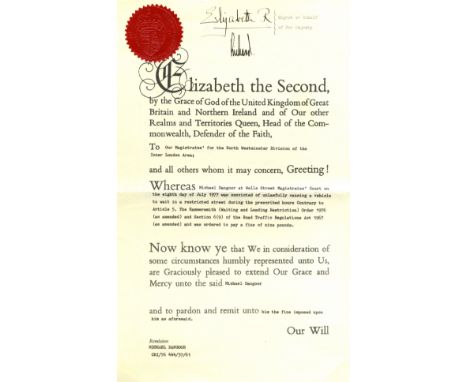 Elizabeth R
Signed on behalf
of Her Majesty
Richard.
Elizabeth the Second,
by the Grace of God of the United Kingdom of Great
Britain and Northern Ireland and of Our other
Realms and Territories Queen, Head of the Com-
monwealth, Defender of the Faith,
To Our Magistrates' for the North Westminster Division of the
Inner London Area;
and all others whom it may concern, Greeting!
Whereas Michael Dangoor at Wells Street Magistrates' Court on
the eighth day of July 1977 was convicted of unlawfully causing a vehicle
to wait in a restricted street during the prescribed hours Contrary to
Article 5, The Hammersmith (Waiting and Loading Restriction) Order 1976
(as amended) and Section 6(9) of the Road Traffic Regulations Act 1967
(as amended) and was ordered to pay a fine of nine pounds.
Now know ye that We in consideration of
some circumstances humbly represented unto Us,
are Graciously pleased to extend Our Grace and
Mercy unto the said Michael Dangoor
and to pardon and remit unto him the fine imposed upon
him as aforesaid.
Our Will
Remission
MICHAEL DANGOOR